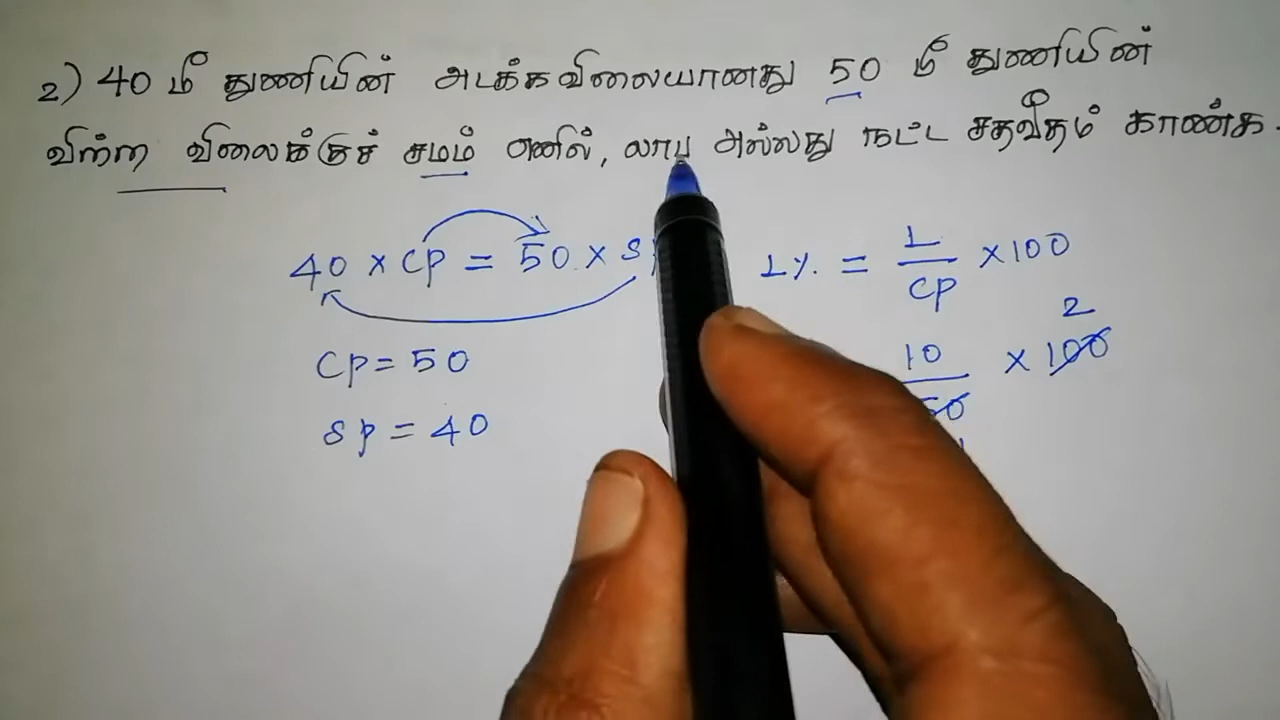 2) 40 மீ துணியின் அடக்கவிலையானது 50 மீ துணியின்
விற்ற விலைக்குச் சமம் எனில், லாப அல்லது நட்ட சதவீதம் காண்க.
40 × CP = 50 × S
L%. = L/CP × 100
CP = 50
SP = 40
10/50 × 100
2